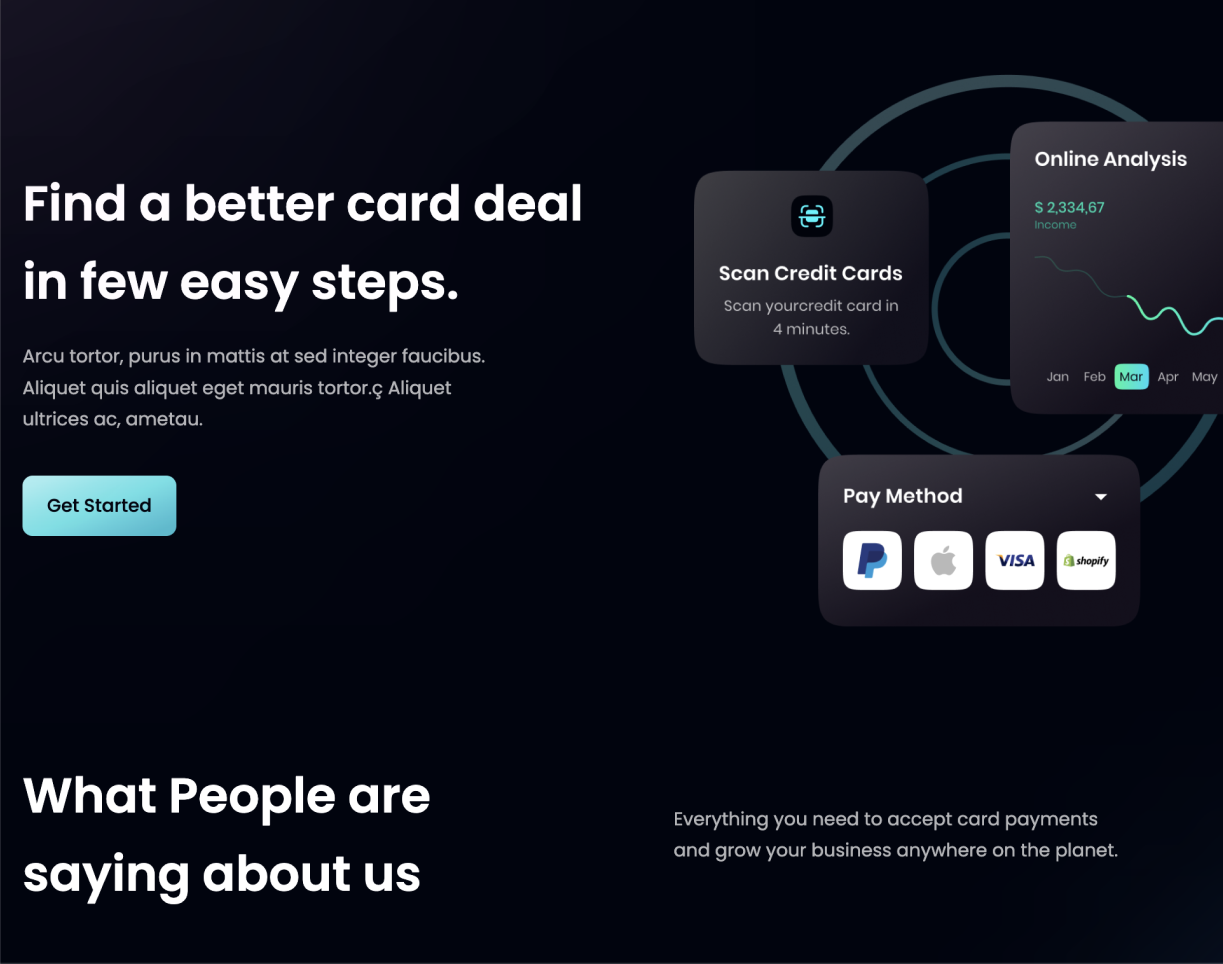 Find a better card deal
in few easy steps.
Arcu tortor, purus in mattis at sed integer faucibus.
Aliquet quis aliquet eget mauris tortor.ç Aliquet
ultrices ac, ametau.
Get Started
Scan Credit Cards
Scan yourcredit card in
4 minutes.
Online Analysis
$ 2,334,67
Income
Jan Feb Mar Apr May
Pay Method
VISA shopify
What People are
saying about us
Everything you need to accept card payments
and grow your business anywhere on the planet.